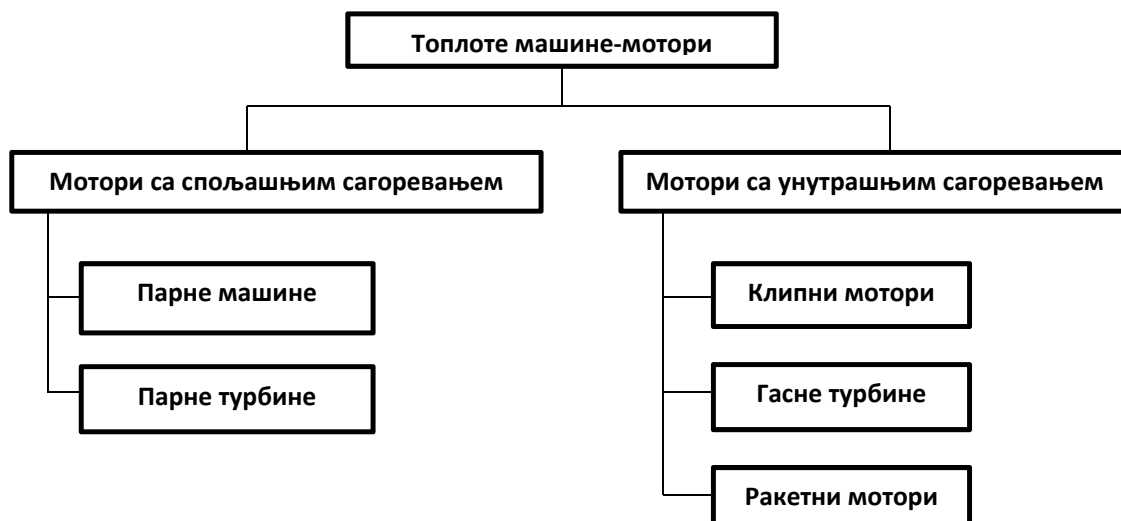 Топлоте машине-мотори
Мотори са спољашњим сагоревањем
Мотори са унутрашњим сагоревањем
Парне машине
Клипни мотори
Парне турбине
Гасне турбине
Ракетни мотори